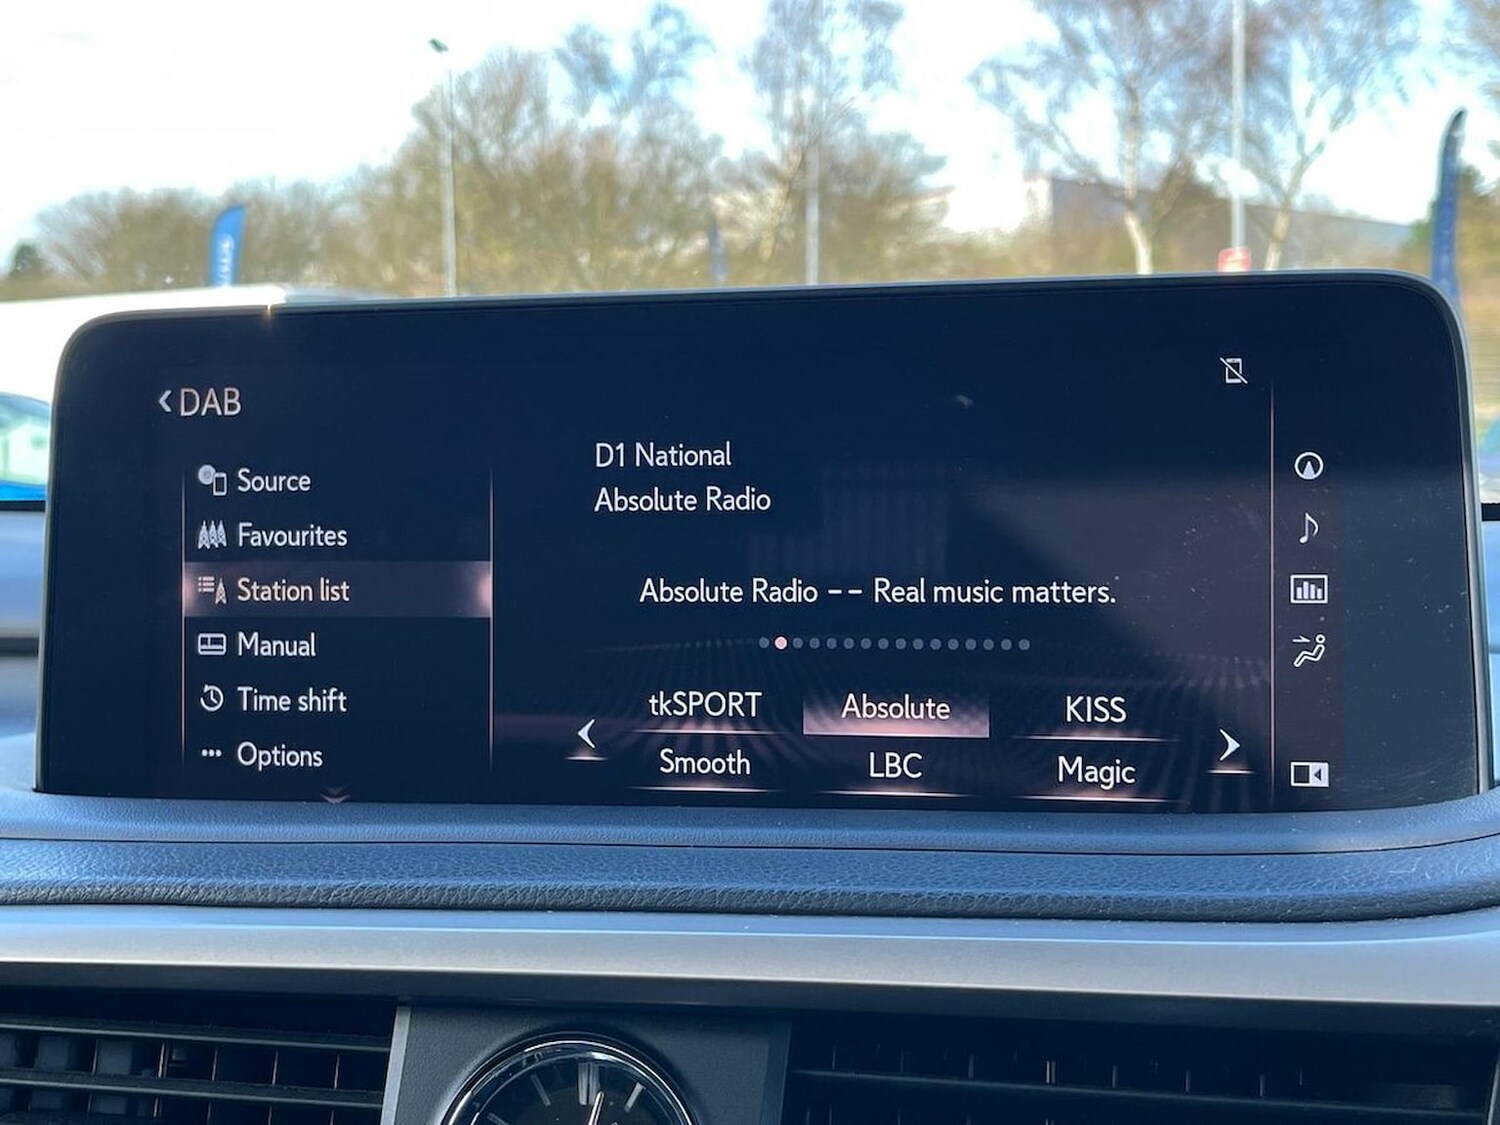 DAB
Source
Favourites
Station list
Manual
Time shift
Options
D1 National
Absolute Radio
Absolute Radio -- Real music matters.
tkSPORT
Absolute
KISS
Smooth
LBC
Magic